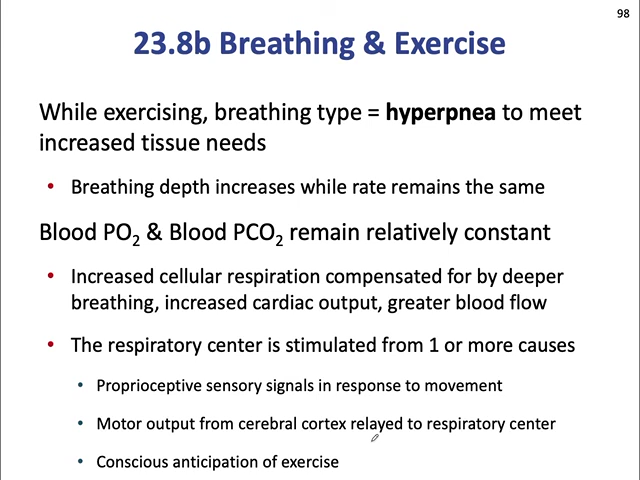 98
23.8b Breathing & Exercise
While exercising, breathing type = hyperpnea to meet
increased tissue needs
• Breathing depth increases while rate remains the same
Blood PO₂ & Blood PCO₂ remain relatively constant
• Increased cellular respiration compensated for by deeper
breathing, increased cardiac output, greater blood flow
• The respiratory center is stimulated from 1 or more causes
• Proprioceptive sensory signals in response to movement
• Motor output from cerebral cortex relayed to respiratory center
• Conscious anticipation of exercise